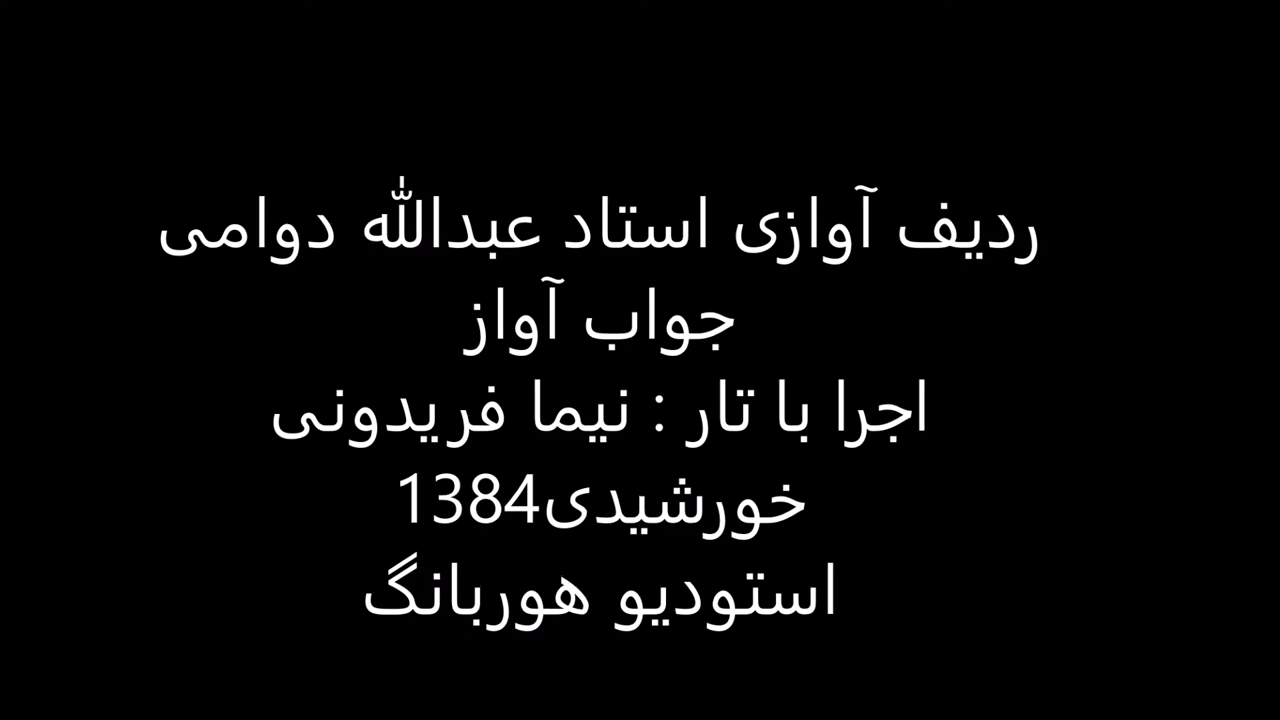 ردیف آوازی استاد عبدالله دوامی
جواب آواز
اجرا با تار : نیما فریدونی
خورشیدی1384
استودیو هوربانگ